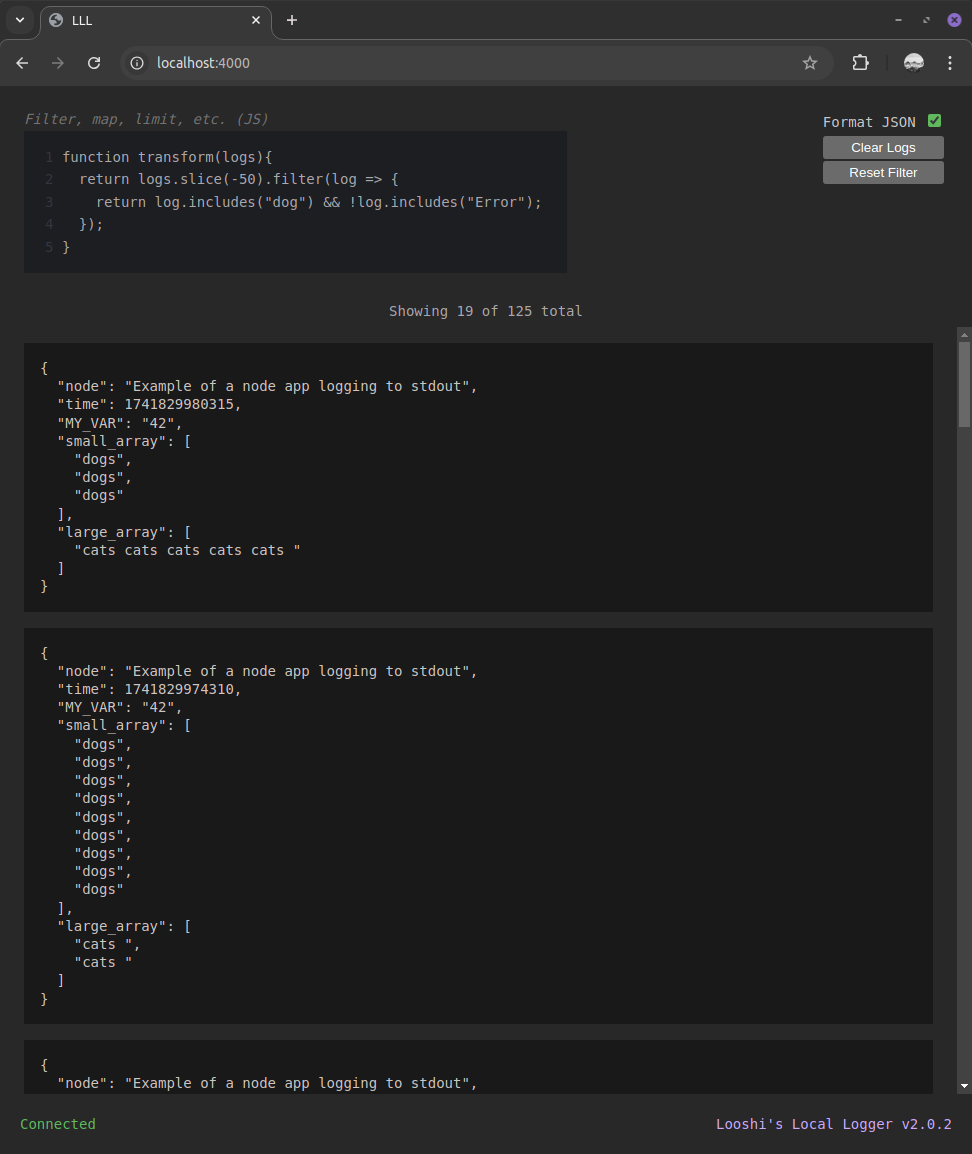 LLL
localhost:4000
Filter, map, limit, etc. (JS)
Format JSON
Clear Logs
Reset Filter
1 function transform(logs){
2   return logs.slice(-50).filter(log => {
3     return log.includes("dog") && !log.includes("Error");
4   });
5 }
Showing 19 of 125 total
{
  "node": "Example of a node app logging to stdout",
  "time": 1741829980315,
  "MY_VAR": "42",
  "small_array": [
    "dogs",
    "dogs",
    "dogs"
  ],
  "large_array": [
    "cats cats cats cats cats "
  ]
}
{
  "node": "Example of a node app logging to stdout",
  "time": 1741829974310,
  "MY_VAR": "42",
  "small_array": [
    "dogs",
    "dogs",
    "dogs",
    "dogs",
    "dogs",
    "dogs",
    "dogs",
    "dogs",
    "dogs"
  ],
  "large_array": [
    "cats ",
    "cats "
  ]
}
{
  "node": "Example of a node app logging to stdout",
Connected
Looshi's Local Logger v2.0.2